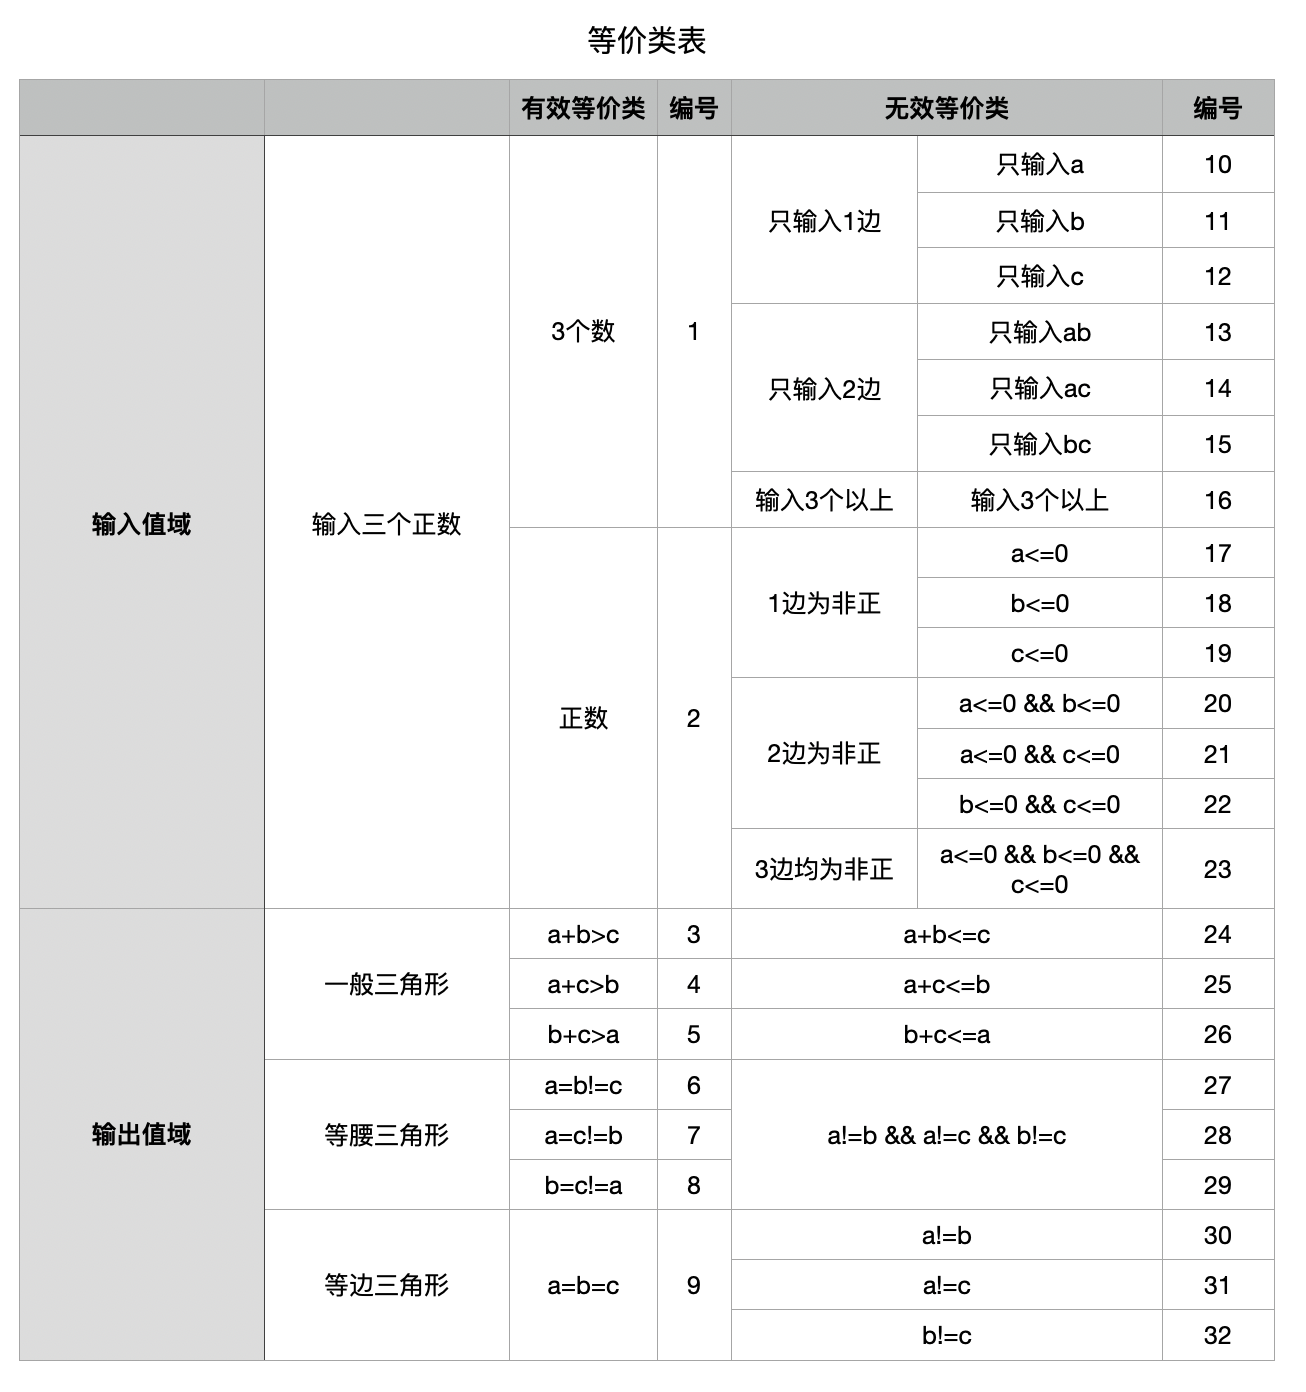 等价类表
有效等价类 编号 无效等价类 编号
输入值域 输入三个正数 3个数 1 只输入1边 只输入a 10
只输入b 11
只输入c 12
只输入2边 只输入ab 13
只输入ac 14
只输入bc 15
输入3个以上 输入3个以上 16
正数 2 1边为非正 a<=0 17
b<=0 18
c<=0 19
2边为非正 a<=0 && b<=0 20
a<=0 && c<=0 21
b<=0 && c<=0 22
3边均为非正 a<=0 && b<=0 &&
c<=0 23
输出值域 一般三角形 a+b>c 3 a+b<=c 24
a+c>b 4 a+c<=b 25
b+c>a 5 b+c<=a 26
等腰三角形 a=b!=c 6 a!=b && a!=c && b!=c 27
a=c!=b 7 28
b=c!=a 8 29
等边三角形 a=b=c 9 a!=b 30
a!=c 31
b!=c 32